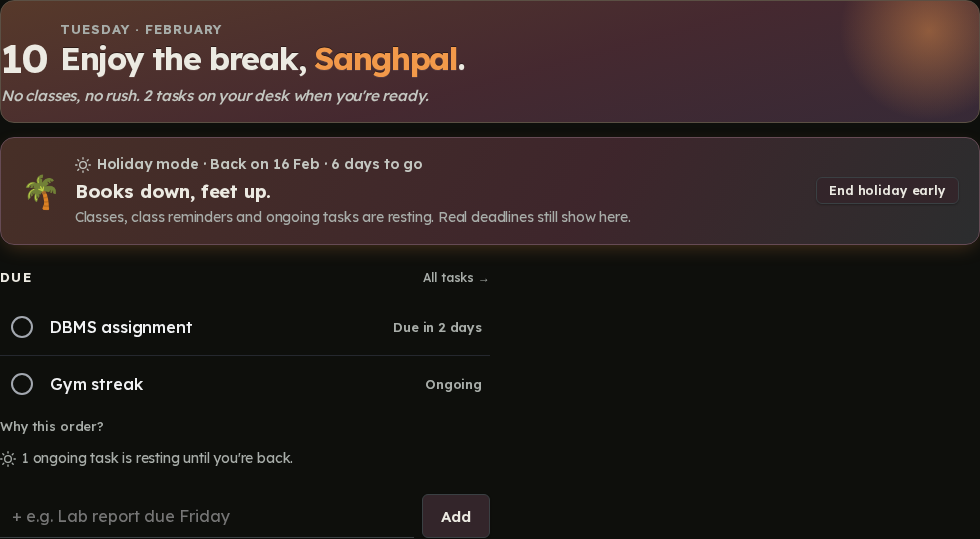 TUESDAY · FEBRUARY
10 Enjoy the break, Sanghpal.
No classes, no rush. 2 tasks on your desk when you're ready.
Holiday mode · Back on 16 Feb · 6 days to go
Books down, feet up.
Classes, class reminders and ongoing tasks are resting. Real deadlines still show here.
End holiday early
DUE
All tasks →
DBMS assignment
Due in 2 days
Gym streak
Ongoing
Why this order?
1 ongoing task is resting until you're back.
+ e.g. Lab report due Friday
Add